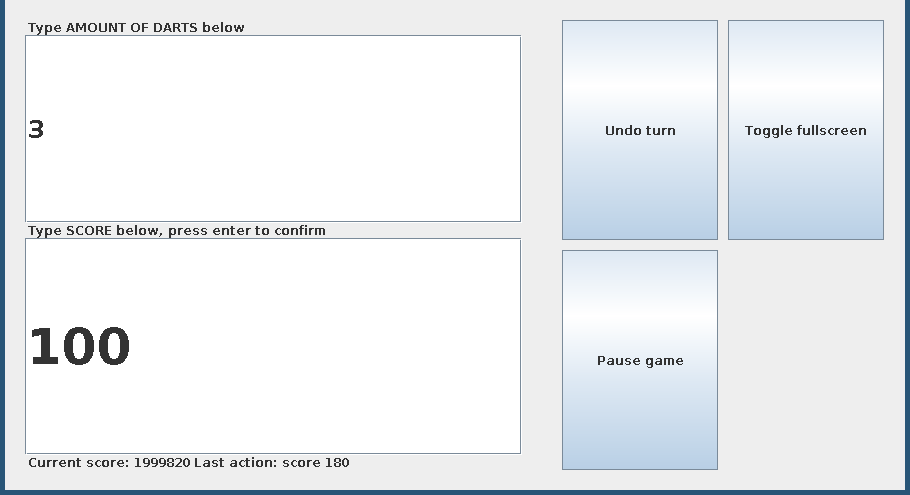 Type AMOUNT OF DARTS below
3
Type SCORE below, press enter to confirm
100
Current score: 1999820 Last action: score 180
Undo turn
Toggle fullscreen
Pause game